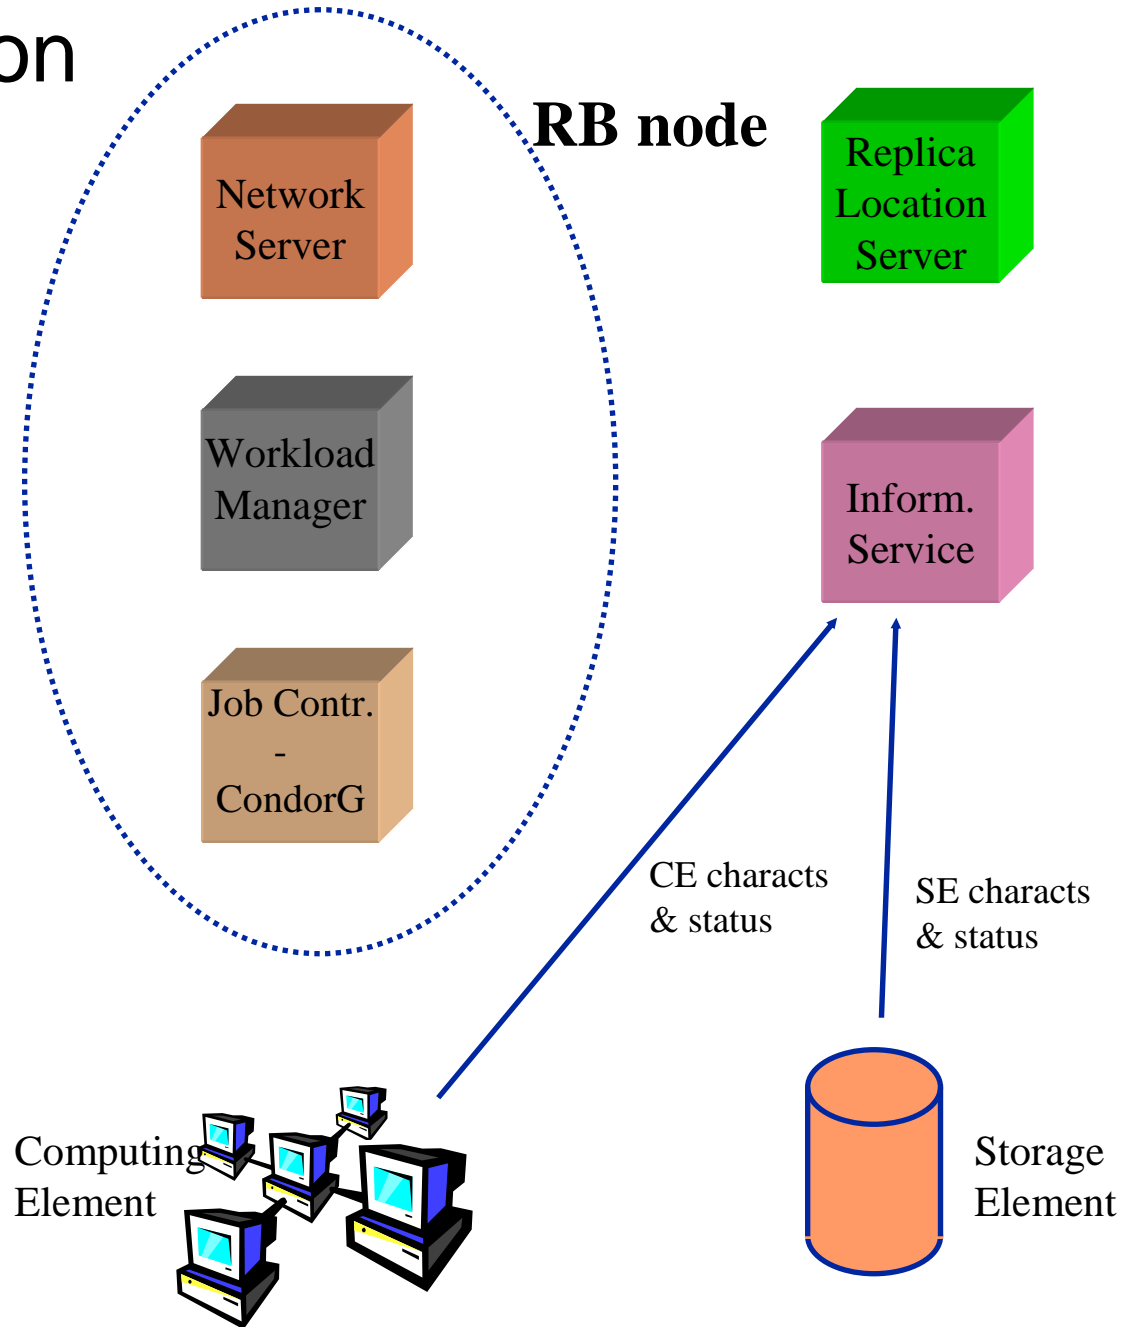 on
RB node
Network
Server
Replica
Location
Server
Workload
Manager
Inform.
Service
Job Contr.
-
CondorG
CE characts
& status
SE characts
& status
Computing
Element
Storage
Element